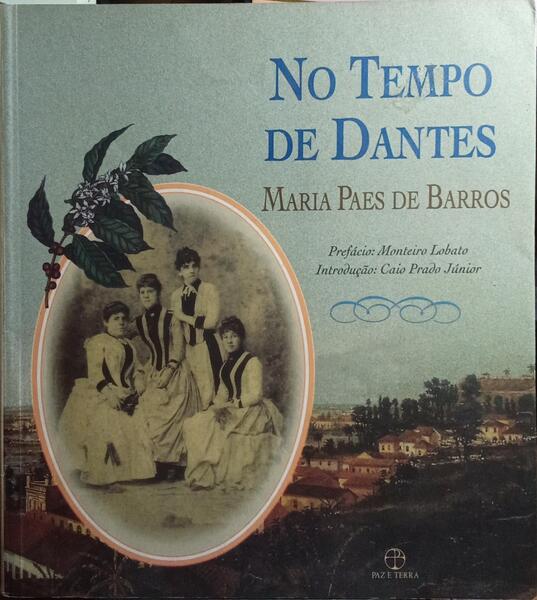 NO TEMPO
DE DANTES
MARIA PAES DE BARROS
Prefácio: Monteiro Lobato
Introdução: Caio Prado Júnior
PAZ E TERRA